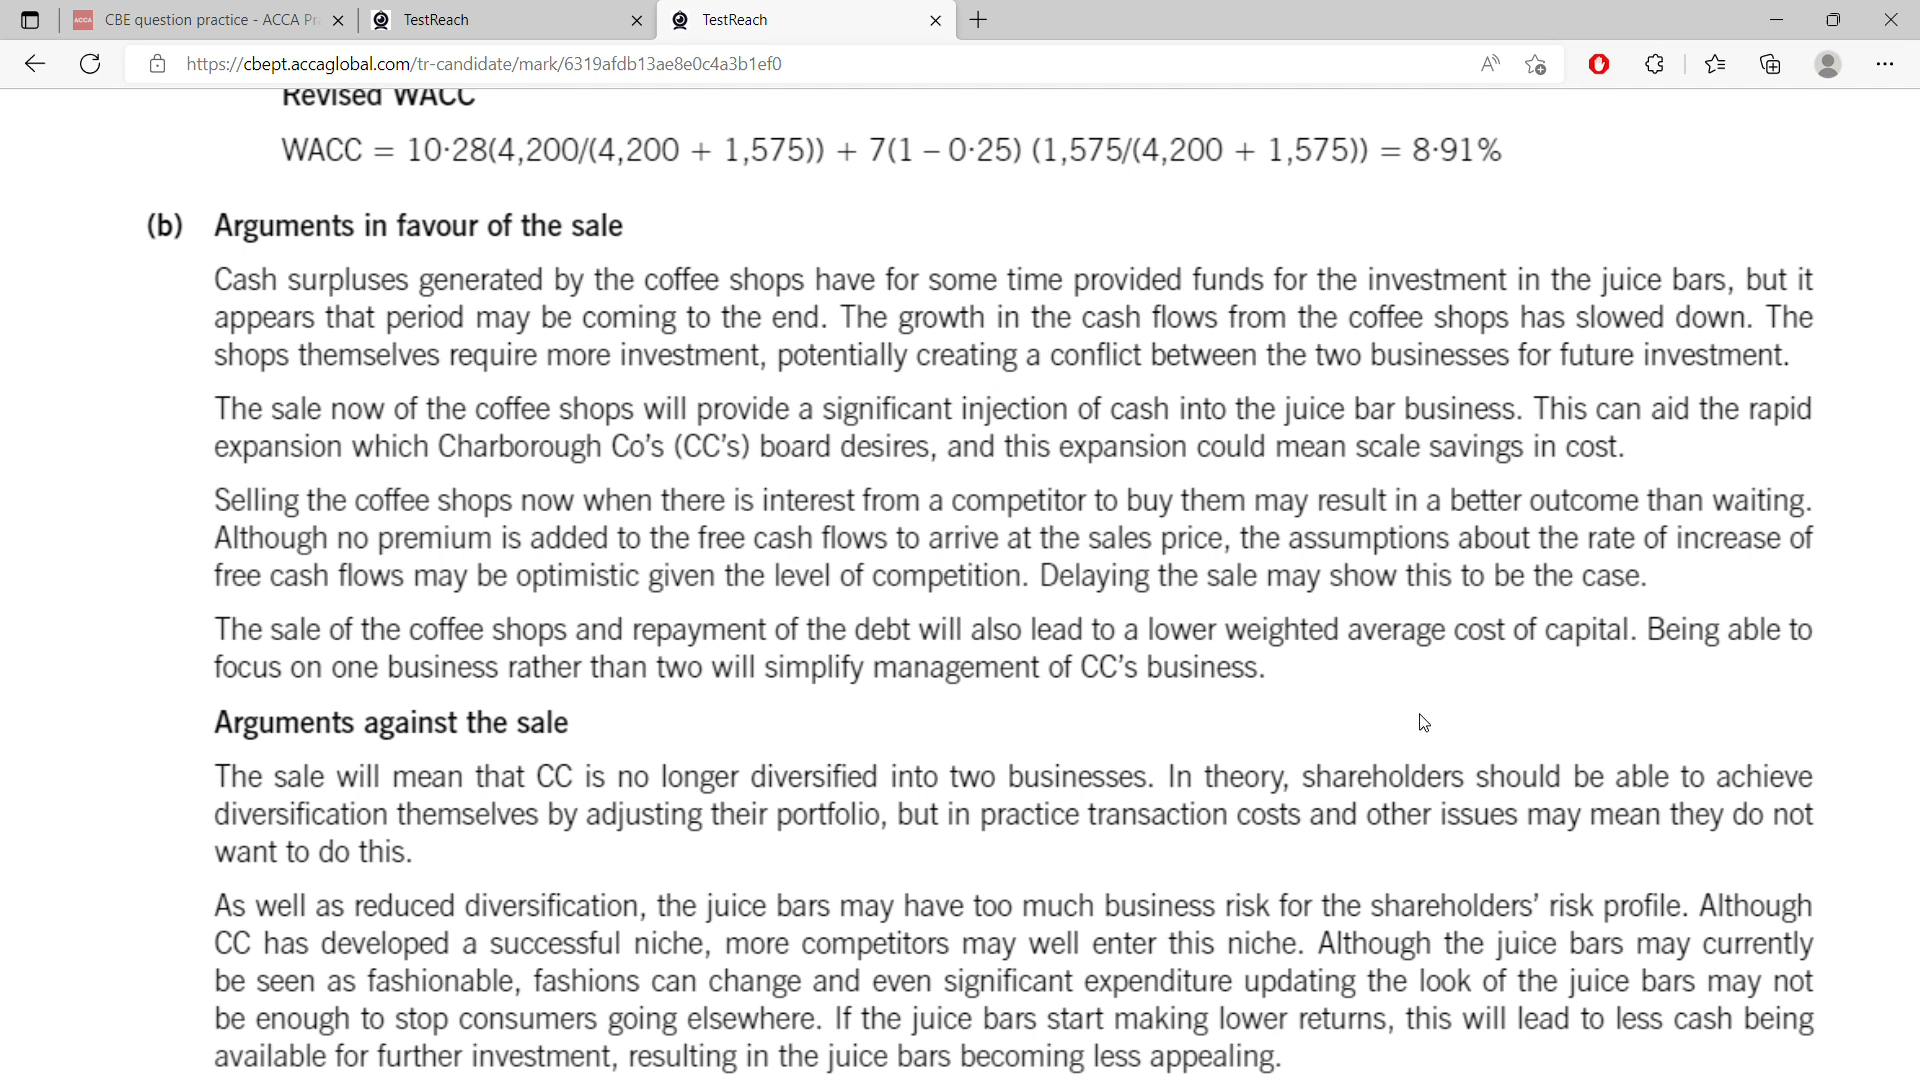 CBE question practice - ACCA Pr
TestReach
TestReach
https://cbept.accaglobal.com/tr-candidate/mark/6319afdb13ae8e0c4a3b1ef0
Revised WACC
WACC = 10·28(4,200/(4,200 + 1,575)) + 7(1 – 0·25) (1,575/(4,200 + 1,575)) = 8·91%
(b) Arguments in favour of the sale
Cash surpluses generated by the coffee shops have for some time provided funds for the investment in the juice bars, but it
appears that period may be coming to the end. The growth in the cash flows from the coffee shops has slowed down. The
shops themselves require more investment, potentially creating a conflict between the two businesses for future investment.
The sale now of the coffee shops will provide a significant injection of cash into the juice bar business. This can aid the rapid
expansion which Charborough Co's (CC's) board desires, and this expansion could mean scale savings in cost.
Selling the coffee shops now when there is interest from a competitor to buy them may result in a better outcome than waiting.
Although no premium is added to the free cash flows to arrive at the sales price, the assumptions about the rate of increase of
free cash flows may be optimistic given the level of competition. Delaying the sale may show this to be the case.
The sale of the coffee shops and repayment of the debt will also lead to a lower weighted average cost of capital. Being able to
focus on one business rather than two will simplify management of CC's business.
Arguments against the sale
The sale will mean that CC is no longer diversified into two businesses. In theory, shareholders should be able to achieve
diversification themselves by adjusting their portfolio, but in practice transaction costs and other issues may mean they do not
want to do this.
As well as reduced diversification, the juice bars may have too much business risk for the shareholders' risk profile. Although
CC has developed a successful niche, more competitors may well enter this niche. Although the juice bars may currently
be seen as fashionable, fashions can change and even significant expenditure updating the look of the juice bars may not
be enough to stop consumers going elsewhere. If the juice bars start making lower returns, this will lead to less cash being
available for further investment, resulting in the juice bars becoming less appealing.